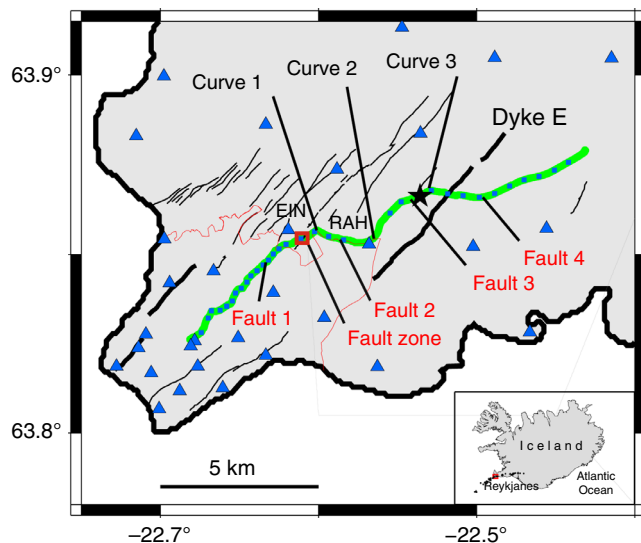 63.9°
Curve 1
Curve 2
Curve 3
Dyke E
EIN
RAH
Fault 1
Fault 2
Fault 3
Fault 4
Fault zone
63.8°
5 km
Iceland
Reykjanes
Atlantic
Ocean
−22.7°
−22.5°